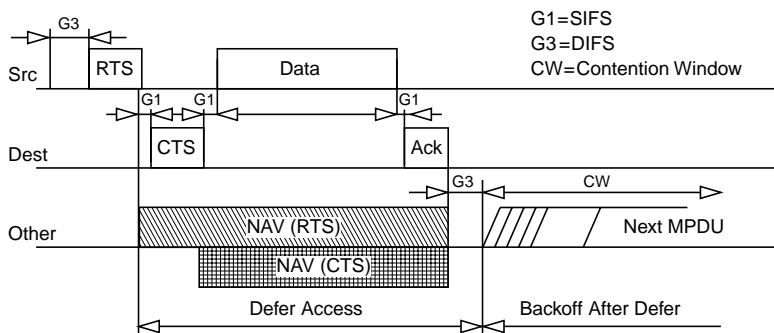 G1=SIFS
G3=DIFS
CW=Contention Window
G3
Src
RTS
Data
G1
G1
G1
Dest
CTS
Ack
G3
CW
Other
NAV (RTS)
Next MPDU
NAV (CTS)
Defer Access
Backoff After Defer